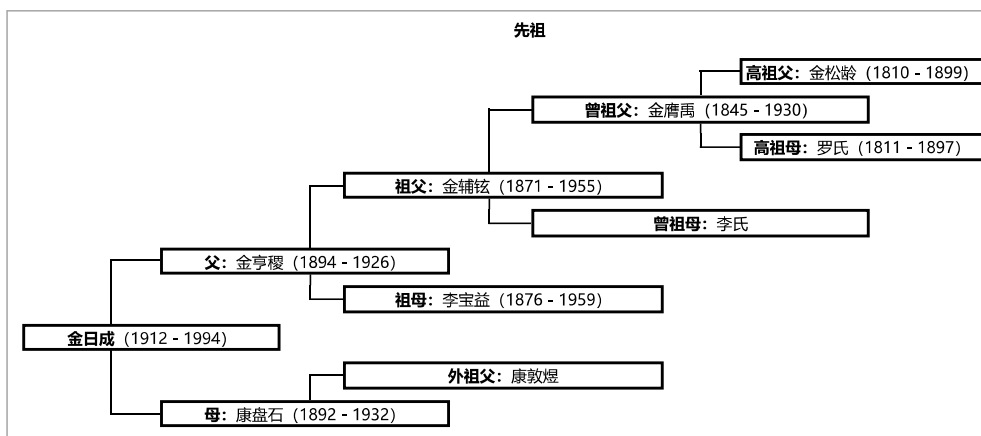 先祖
高祖父：金松龄（1810 - 1899）
曾祖父：金膺禹（1845 - 1930）
高祖母：罗氏（1811 - 1897）
祖父：金辅铉（1871 - 1955）
曾祖母：李氏
父：金亨稷（1894 - 1926）
祖母：李宝益（1876 - 1959）
金日成（1912 - 1994）
外祖父：康敦煜
母：康盘石（1892 - 1932）